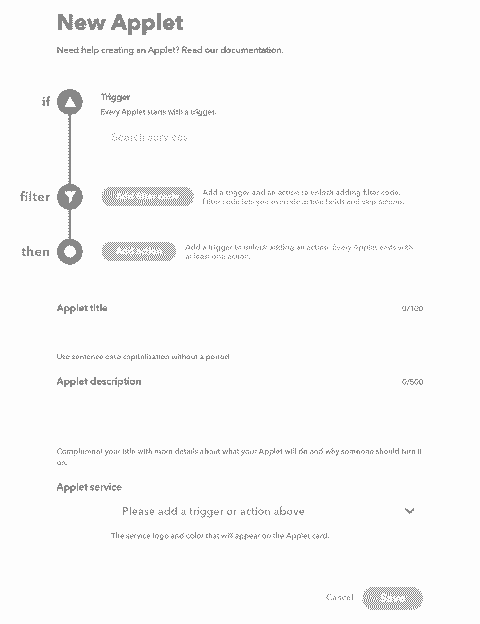 New Applet
Need help creating an Applet? Read our documentation.
if
Trigger
Every Applet starts with a trigger.
Search services
filter
Add filter code
Add a trigger and an action to unlock adding filter code.
Filter code lets you override action fields and skip actions.
then
Add action
Add a trigger to unlock adding an action. Every Applet ends with
at least one action.
Applet title
0/140
Use sentence case capitalization without a period
Applet description
0/500
Complement your title with more details about what your Applet will do and why someone should turn it
on.
Applet service
Please add a trigger or action above
The service logo and color that will appear on the Applet card.
Cancel
Save